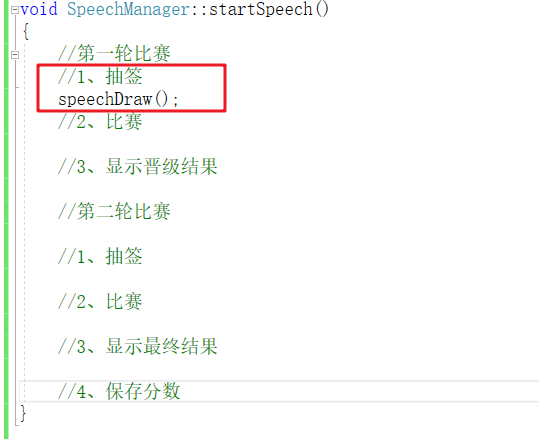 void SpeechManager::startSpeech()
{
//第一轮比赛
//1、抽签
speechDraw();
//2、比赛
//3、显示晋级结果
//第二轮比赛
//1、抽签
//2、比赛
//3、显示最终结果
//4、保存分数
}